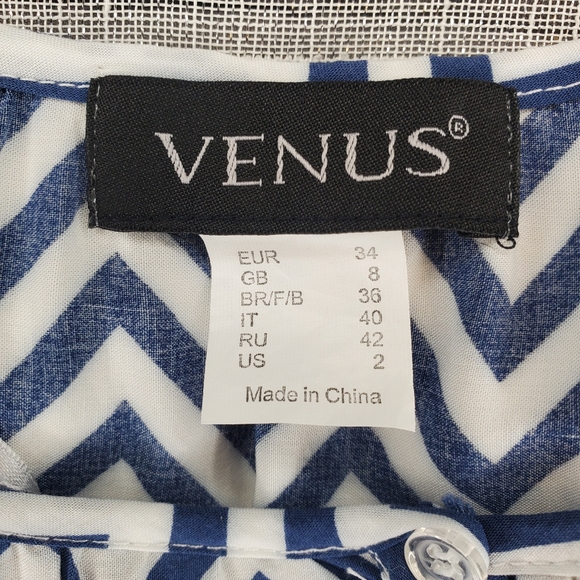 VENUS®
EUR 34
GB 8
BR/F/B 36
IT 40
RU 42
US 2
Made in China